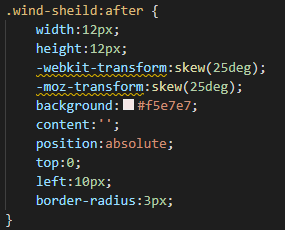 .wind-sheild:after {
width:12px;
height:12px;
-webkit-transform:skew(25deg);
-moz-transform:skew(25deg);
background:#f5e7e7;
content:'';
position:absolute;
top:0;
left:10px;
border-radius:3px;
}